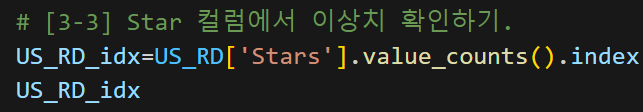 # [3-3] Star 컬럼에서 이상치 확인하기.
US_RD_idx=US_RD['Stars'].value_counts().index
US_RD_idx